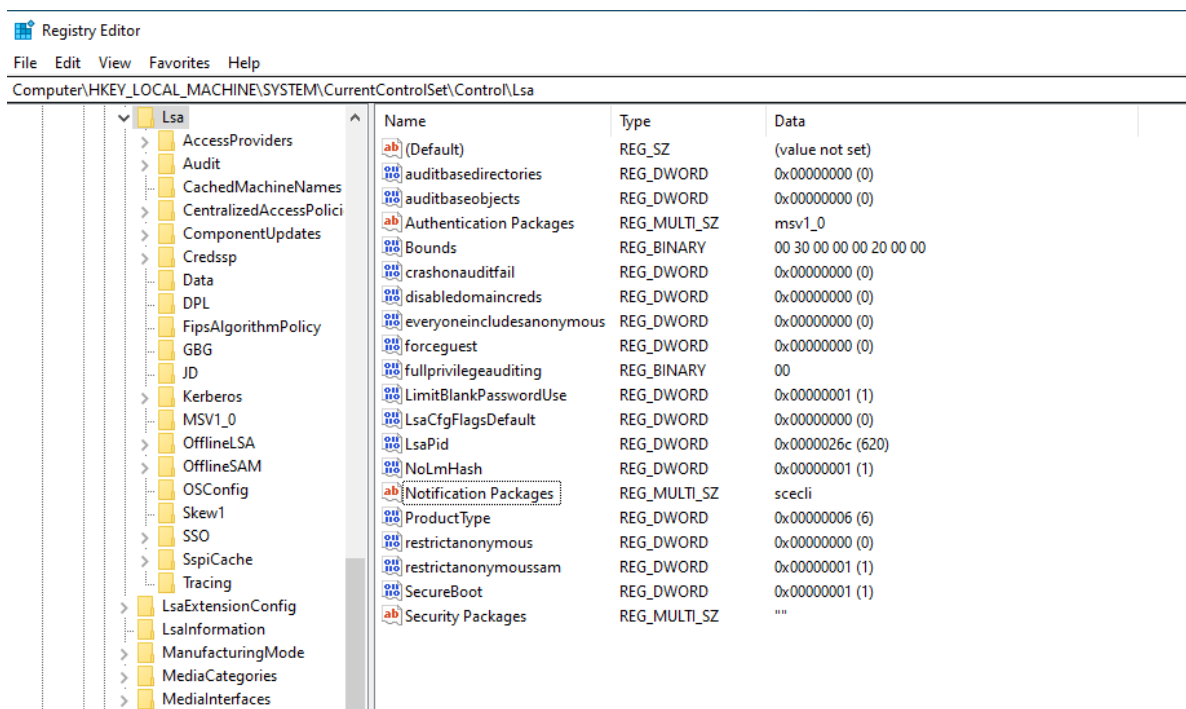 Registry Editor
File Edit View Favorites Help
Computer\HKEY_LOCAL_MACHINE\SYSTEM\CurrentControlSet\Control\Lsa
Lsa
AccessProviders
Audit
CachedMachineNames
CentralizedAccessPolici
ComponentUpdates
Credssp
Data
DPL
FipsAlgorithmPolicy
GBG
JD
Kerberos
MSV1_0
OfflineLSA
OfflineSAM
OSConfig
Skew1
SSO
SspiCache
Tracing
LsaExtensionConfig
LsaInformation
ManufacturingMode
MediaCategories
MediaInterfaces
Name Type Data
(Default) REG_SZ (value not set)
auditbasedirectories REG_DWORD 0x00000000 (0)
auditbaseobjects REG_DWORD 0x00000000 (0)
Authentication Packages REG_MULTI_SZ msv1_0
Bounds REG_BINARY 00 30 00 00 00 20 00 00
crashonauditfail REG_DWORD 0x00000000 (0)
disabledomaincreds REG_DWORD 0x00000000 (0)
everyoneincludesanonymous REG_DWORD 0x00000000 (0)
forceguest REG_DWORD 0x00000000 (0)
fullprivilegeauditing REG_BINARY 00
LimitBlankPasswordUse REG_DWORD 0x00000001 (1)
LsaCfgFlagsDefault REG_DWORD 0x00000000 (0)
LsaPid REG_DWORD 0x0000026c (620)
NoLmHash REG_DWORD 0x00000001 (1)
Notification Packages REG_MULTI_SZ scecli
ProductType REG_DWORD 0x00000006 (6)
restrictanonymous REG_DWORD 0x00000000 (0)
restrictanonymoussam REG_DWORD 0x00000001 (1)
SecureBoot REG_DWORD 0x00000001 (1)
Security Packages REG_MULTI_SZ ""